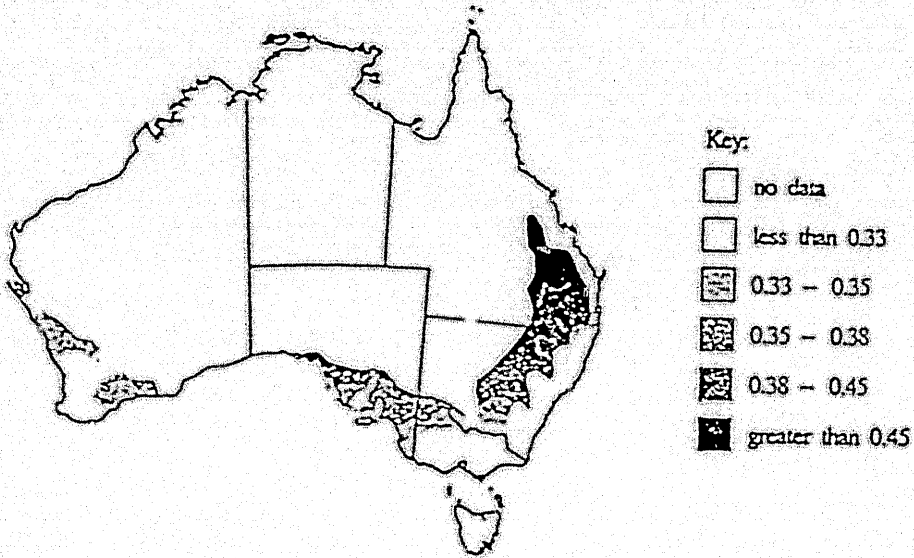 Key:
no data
less than 0.33
0.33 – 0.35
0.35 – 0.38
0.38 – 0.45
greater than 0.45